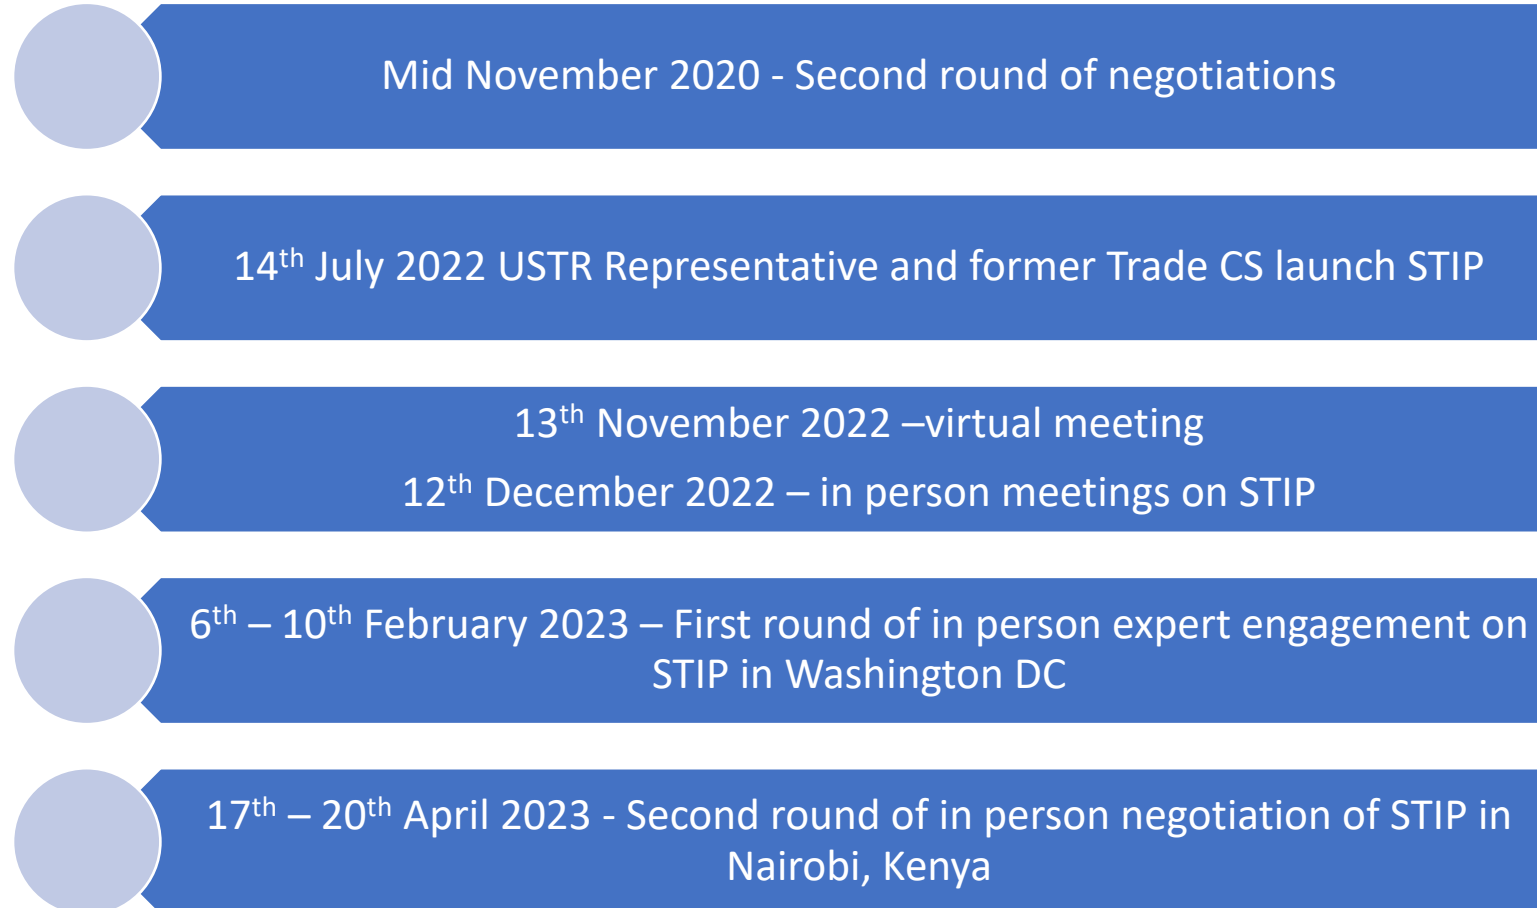 Mid November 2020 - Second round of negotiations
14th July 2022 USTR Representative and former Trade CS launch STIP
13th November 2022 –virtual meeting
12th December 2022 – in person meetings on STIP
6th – 10th February 2023 – First round of in person expert engagement on
STIP in Washington DC
17th – 20th April 2023 - Second round of in person negotiation of STIP in
Nairobi, Kenya